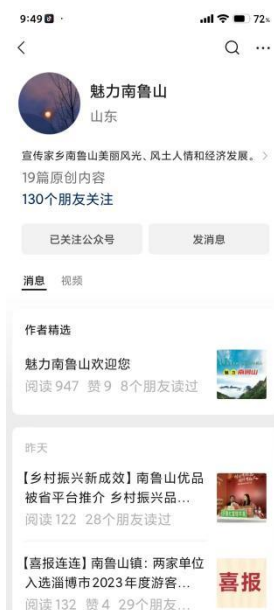 9:49
72%
魅力南鲁山
山东
宣传家乡南鲁山美丽风光、风土人情和经济发展。
19篇原创内容
130个朋友关注
已关注公众号
发消息
消息 视频
作者精选
魅力南鲁山欢迎您
阅读 947 赞 9 8个朋友读过
魅力 南鲁山
昨天
【乡村振兴新成效】南鲁山优品
被省平台推介 乡村振兴品...
阅读 122 28个朋友读过
【喜报连连】南鲁山镇：两家单位
入选淄博市2023年度游客...
喜报
阅读 132 赞 4 29个朋友...